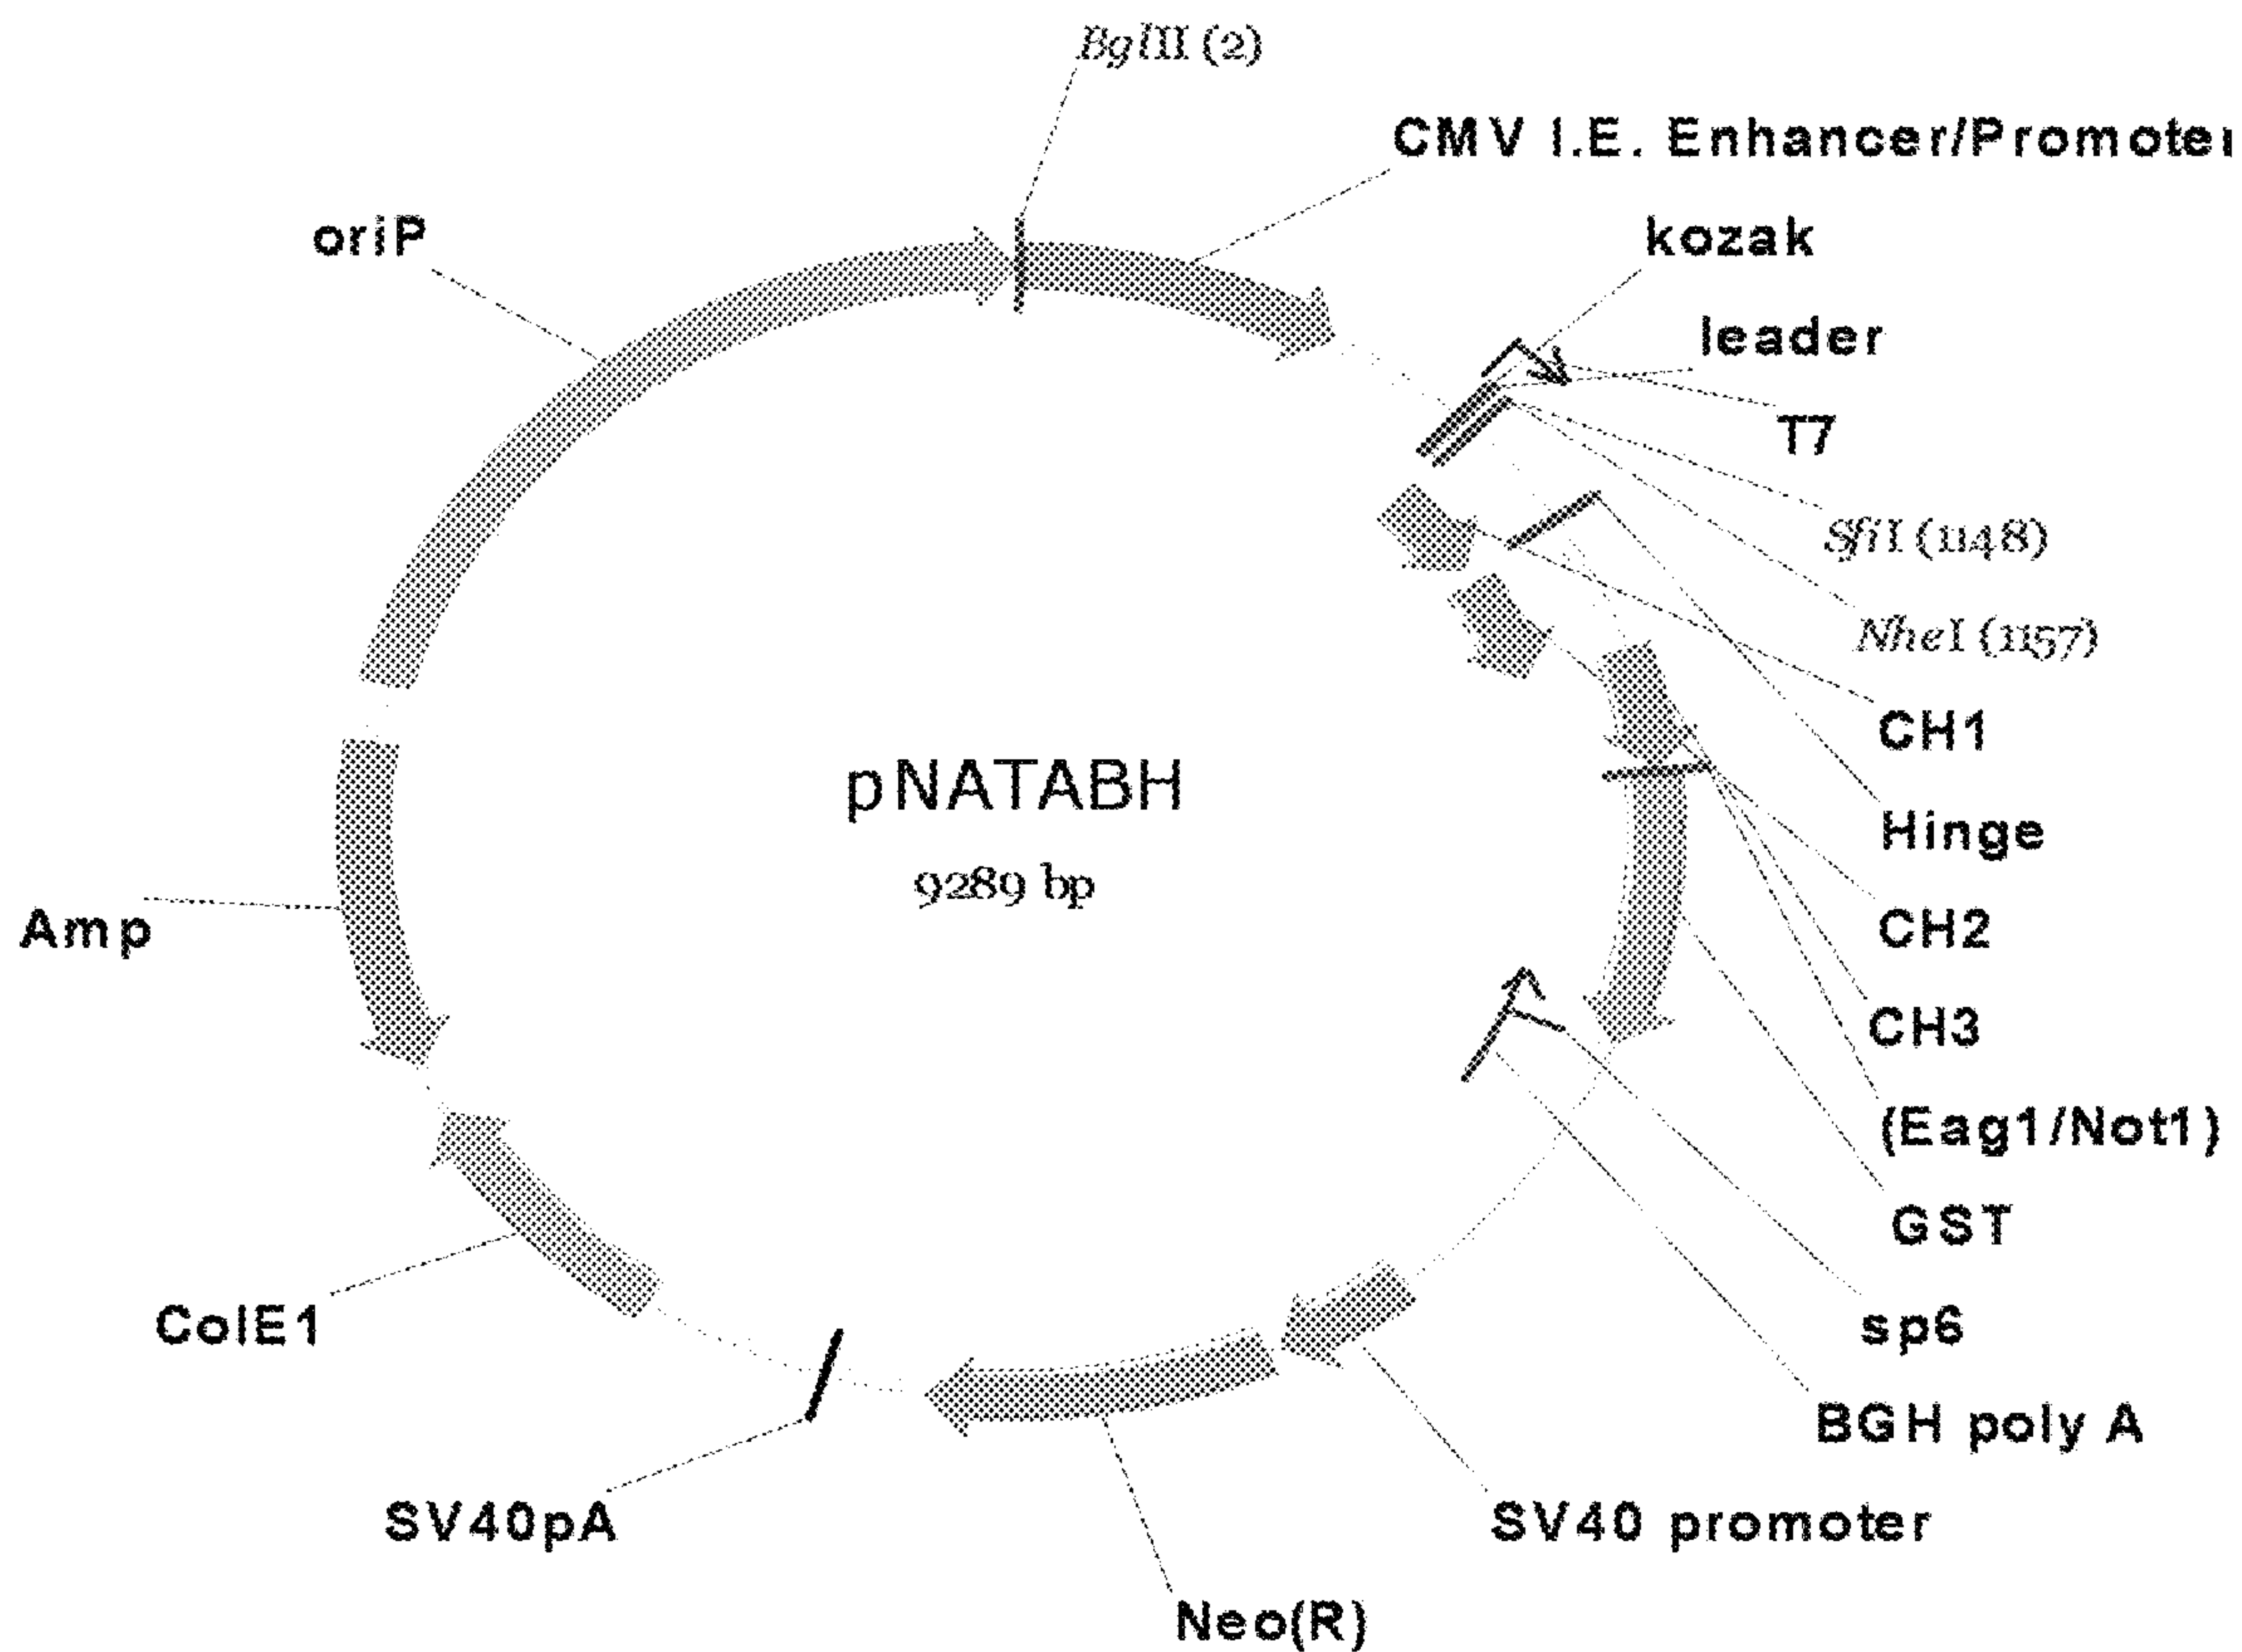 BglII (2)
CMV I.E. Enhancer/Promoter
oriP
kozak
leader
T7
SfiI (1148)
NheI (1157)
CH1
pNATABH
Hinge
9289 bp
Amp
CH2
CH3
(Eag1/Not1)
GST
ColE1
sp6
BGH poly A
SV40pA
SV40 promoter
Neo(R)